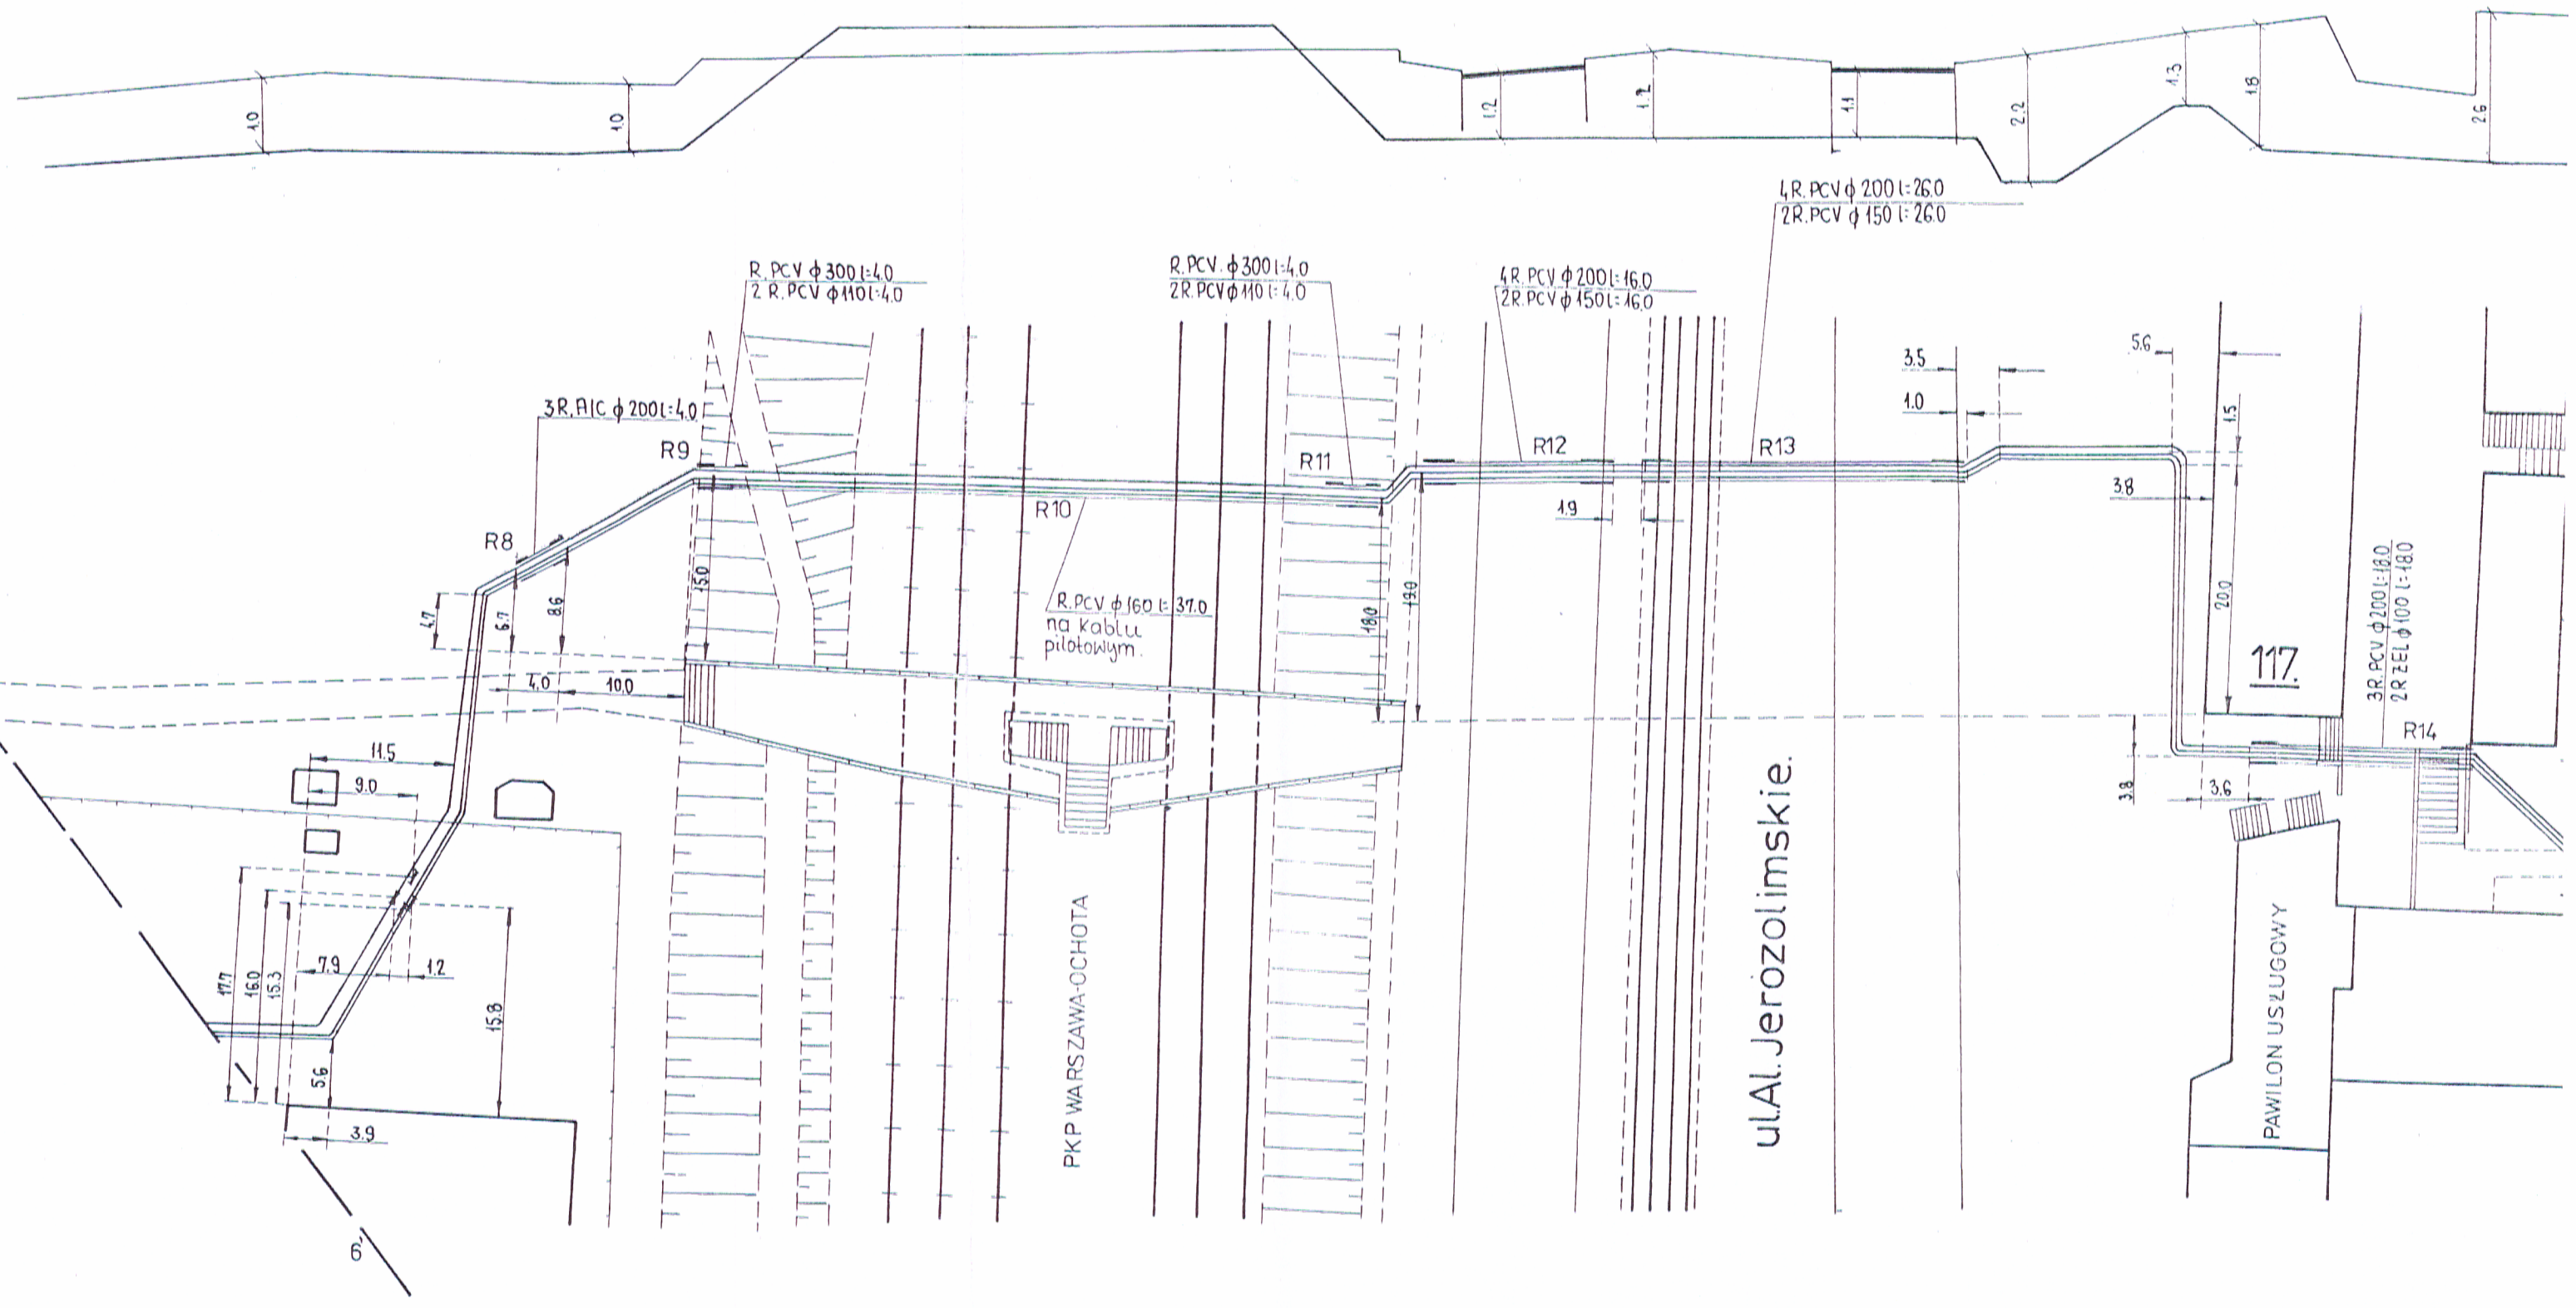 1.0
1.0
1.2
1.2
1.1
2.2
1.3
1.8
2.6
4R.PCV ϕ 200 l=26.0
2R.PCV ϕ 150 l=26.0
R.PCV ϕ 300 l=4.0
2 R.PCV ϕ 110 l=4.0
R.PCV. ϕ 300 l=4.0
2R.PCV ϕ 110 l=4.0
4R.PCV ϕ 200 l=16.0
2R.PCV ϕ 150 l=16.0
3R.A/C ϕ 200 l=4.0
5.6
3.5
1.0
1.5
R9
R11
R12
R13
R8
R10
1.9
3.8
R.PCV ϕ 160 l=37.0
na kablu
pilotowym.
15.0
18.0
19.0
20.0
4.7
6.7
8.6
4.0
10.0
117.
3R.PCV ϕ 200 l=18.0
2R ŻEL ϕ 100 l=18.0
R14
11.5
9.0
3.8
3.6
17.7
16.0
15.3
7.9
1.2
15.8
5.6
3.9
6
PKP WARSZAWA-OCHOTA
ul.Al. Jerozolimskie.
PAWILON USŁUGOWY